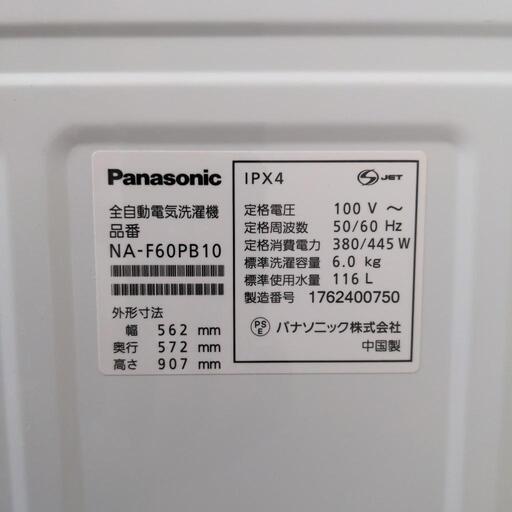 Panasonic
全自動電気洗濯機
品番
NA-F60PB10
外形寸法
幅 562 mm
奥行 572 mm
高さ 907 mm
IPX4
S JET
定格電圧 100 V ～
定格周波数 50/60 Hz
定格消費電力 380/445 W
標準洗濯容量 6.0 kg
標準使用水量 116 L
製造番号 1762400750
PS E パナソニック株式会社
中国製